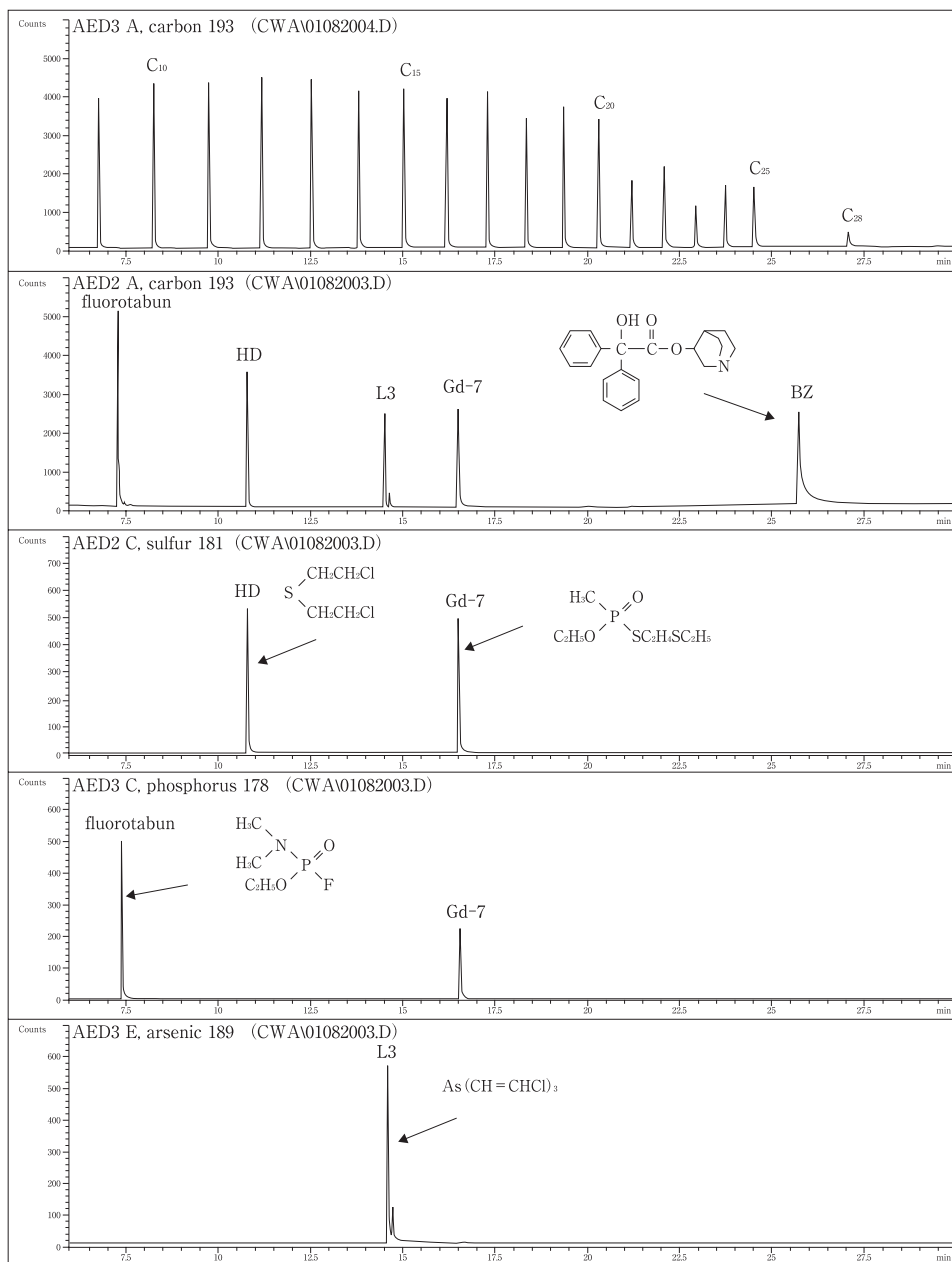 Counts AED3 A, carbon 193 (CWA\01082004.D)
C10 C15 C20 C25 C28
5000
4000
3000
2000
1000
0
7.5 10 12.5 15 17.5 20 22.5 25 27.5 min
Counts AED2 A, carbon 193 (CWA\01082003.D)
fluorotabun HD L3 Gd-7 BZ
OH O
C C O N
5000
4000
3000
2000
1000
0
7.5 10 12.5 15 17.5 20 22.5 25 27.5 min
Counts AED2 C, sulfur 181 (CWA\01082003.D)
HD S CH2CH2Cl
CH2CH2Cl
Gd-7 H3C O
P
C2H5O SC2H4SC2H5
700
600
500
400
300
200
100
0
7.5 10 12.5 15 17.5 20 22.5 25 27.5 min
Counts AED3 C, phosphorus 178 (CWA\01082003.D)
fluorotabun
H3C
N O
H3C P
C2H5O F
Gd-7
600
500
400
300
200
100
0
7.5 10 12.5 15 17.5 20 22.5 25 27.5 min
Counts AED3 E, arsenic 189 (CWA\01082003.D)
L3
As(CH=CHCl)3
600
500
400
300
200
100
0
7.5 10 12.5 15 17.5 20 22.5 25 27.5 min